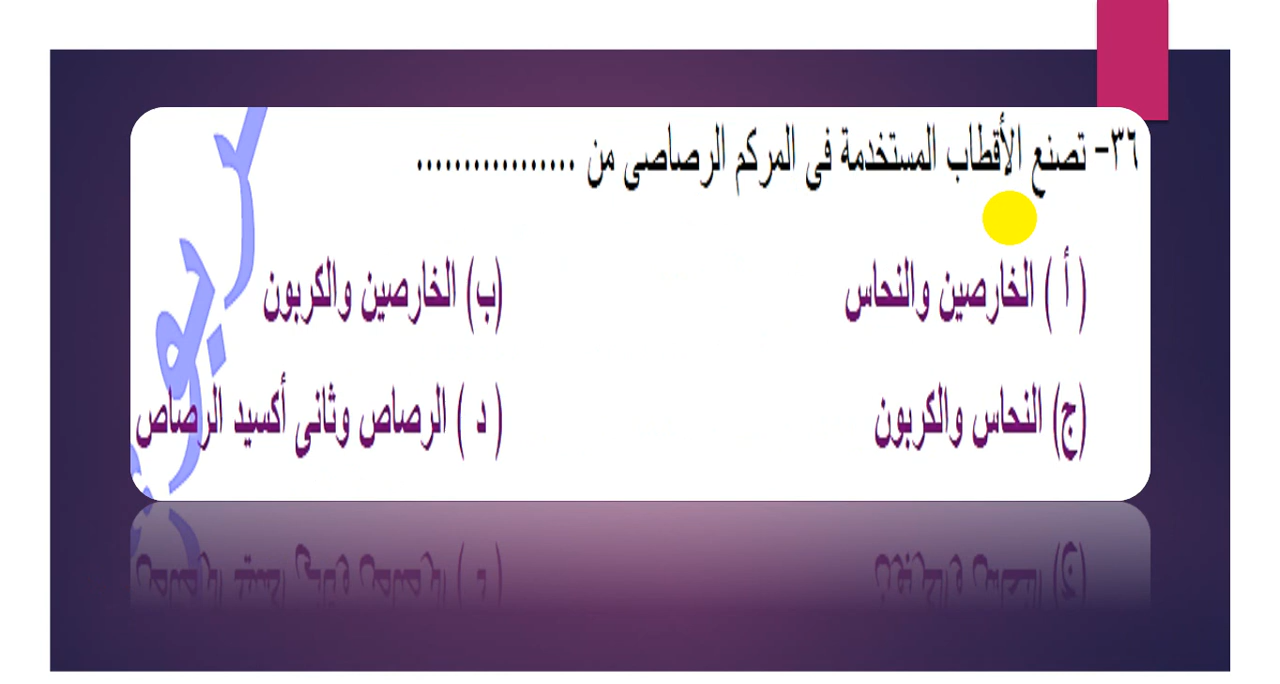 ٣٦- تصنع الأقطاب المستخدمة فى المركم الرصاصى من .................
( أ ) الخارصين والنحاس (ب) الخارصين والكربون
(ج) النحاس والكربون ( د ) الرصاص وثانى أكسيد الرصاص